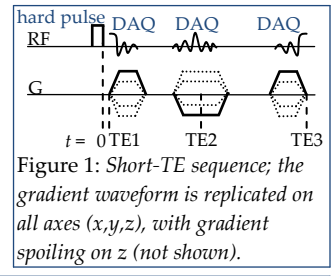 hard pulse DAQ DAQ DAQ
RF
G
t = 0 TE1 TE2 TE3
Figure 1: Short-TE sequence; the
gradient waveform is replicated on
all axes (x,y,z), with gradient
spoiling on z (not shown).